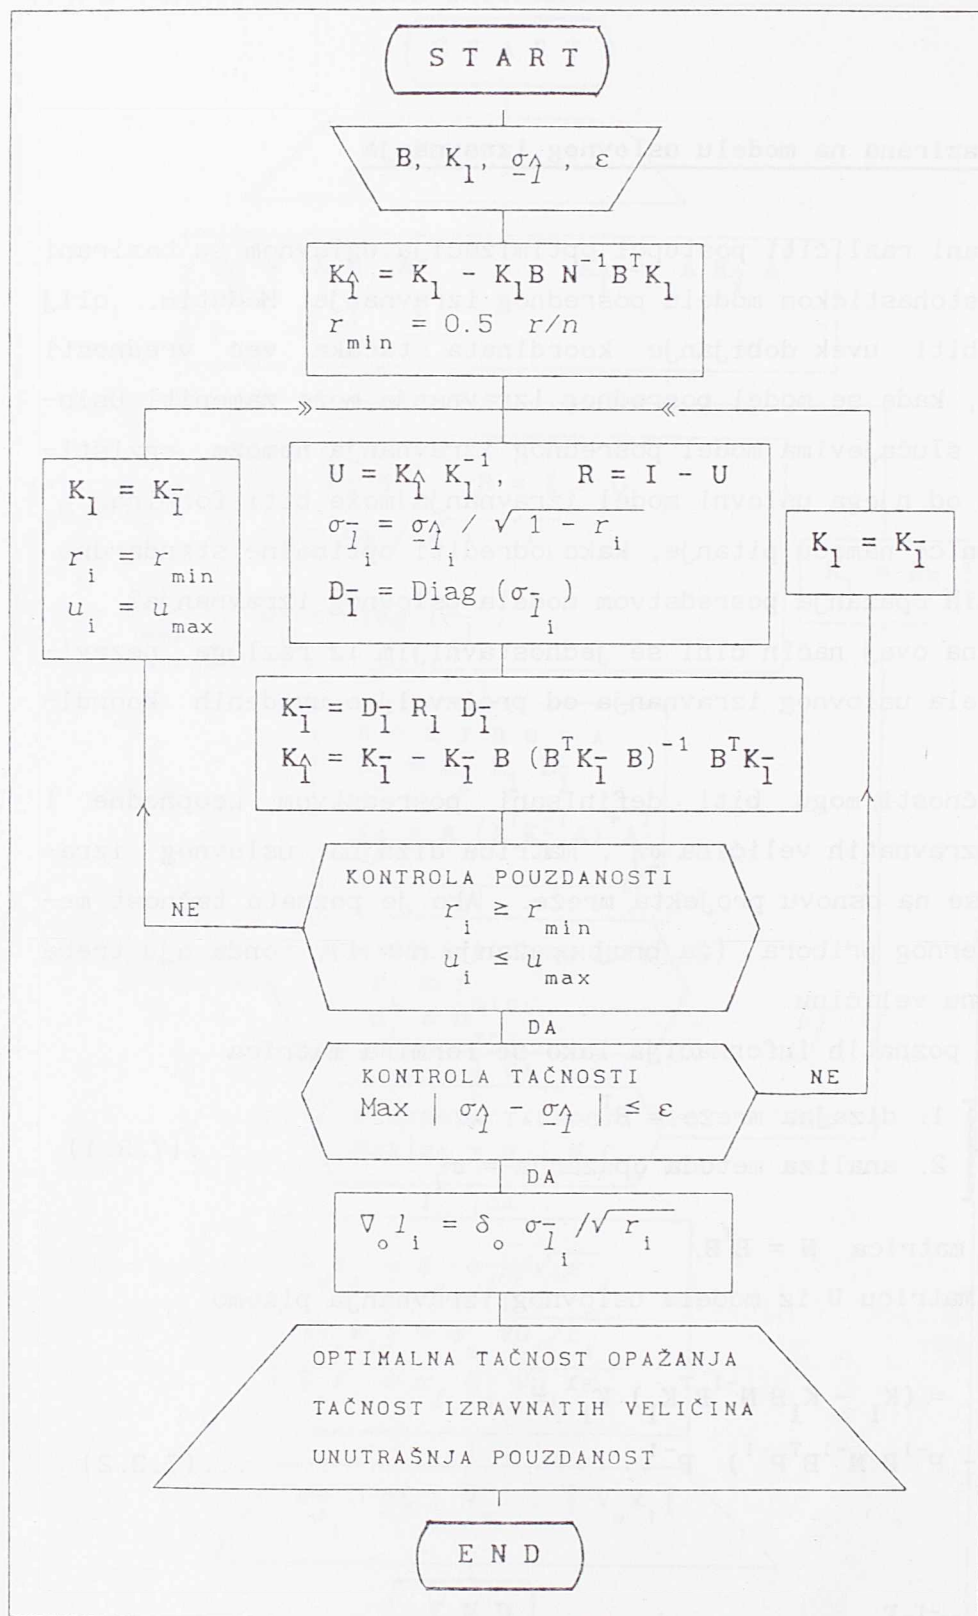 S T A R T
B, K_l, σ_l̂, ε
K_l̂ = K_l - K_l B N⁻¹ Bᵀ K_l
r_min = 0.5 r/n
U = K_l̂ K_l⁻¹, R = I - U
σ_l̄_i = σ_l̂_i / √(1 - r_i)
D_l̄ = Diag (σ_l̄_i)
K_l = K_l̄
r_i = r_min
u_i = u_max
K_l = K_l̄
K_l̄ = D_l̄ R_l D_l̄
K_l̂ = K_l̄ - K_l̄ B (Bᵀ K_l̄ B)⁻¹ Bᵀ K_l̄
KONTROLA POUZDANOSTI
r_i ≥ r_min
u_i ≤ u_max
NE
DA
KONTROLA TAČNOSTI
Max | σ_l̂ - σ_l̂ | ≤ ε
NE
DA
∇_o l_i = δ_o σ_l̄_i /√r_i
OPTIMALNA TAČNOST OPAŽANJA
TAČNOST IZRAVNATIH VELIČINA
UNUTRAŠNJA POUZDANOST
E N D